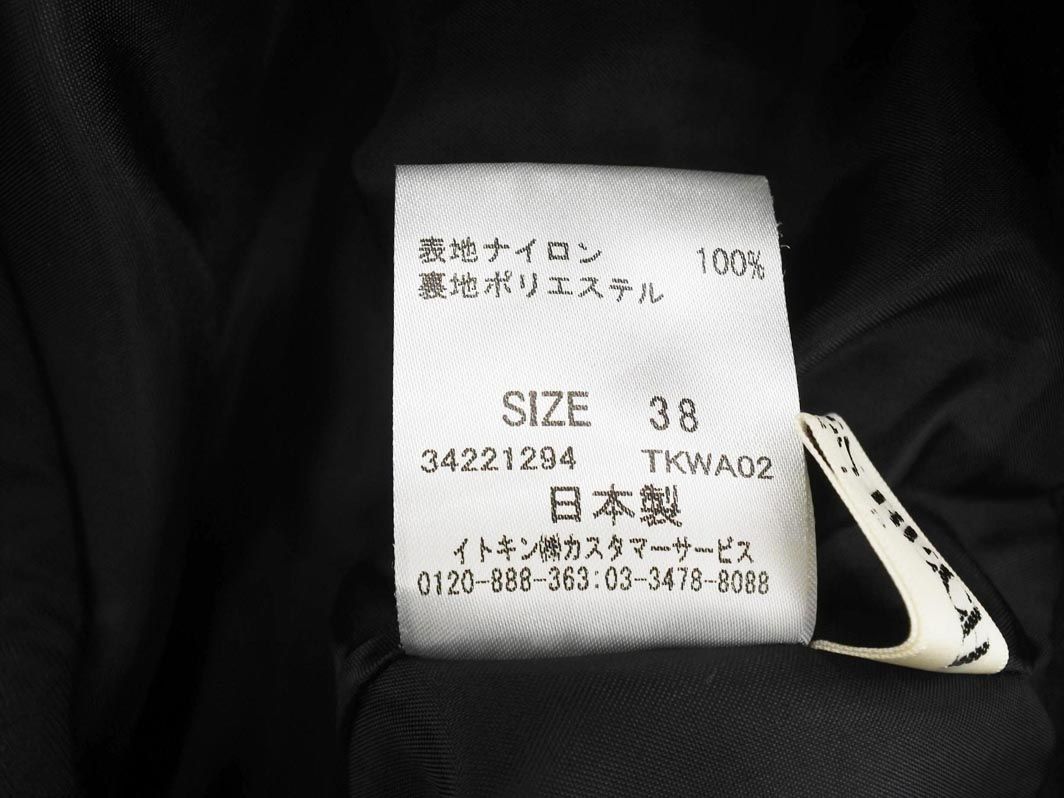 表地ナイロン 100%
裏地ポリエステル
SIZE 38
34221294 TKWA02
日本製
イトキン㈱カスタマーサービス
0120-888-363:03-3478-8088